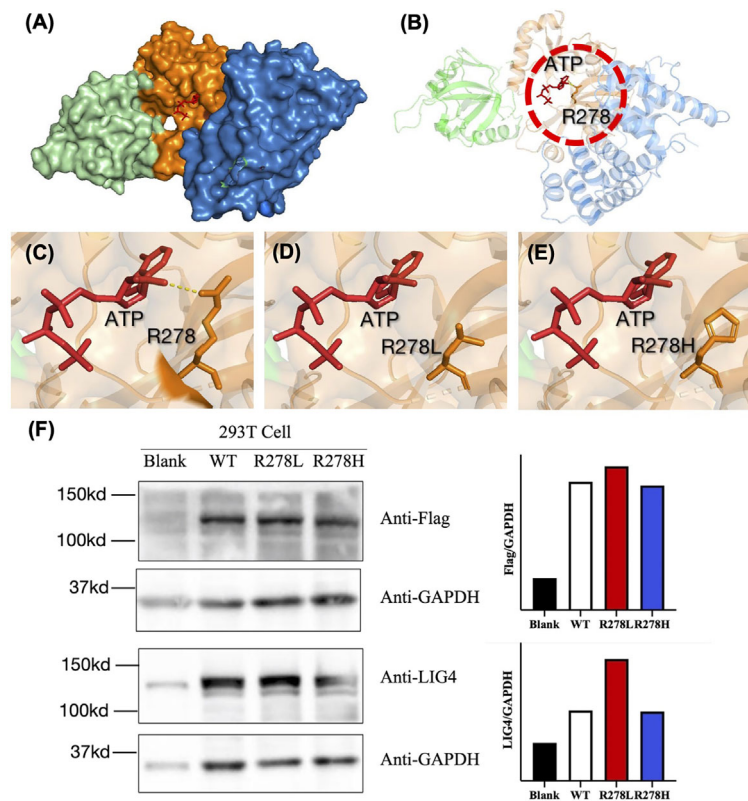 (A)
(B)
ATP
R278
(C)
ATP
R278
(D)
ATP
R278L
(E)
ATP
R278H
(F)
293T Cell
Blank WT R278L R278H
150kd
100kd
Anti-Flag
37kd
Anti-GAPDH
150kd
100kd
Anti-LIG4
37kd
Anti-GAPDH
Flag/GAPDH
Blank WT R278L R278H
LIG4/GAPDH
Blank WT R278L R278H